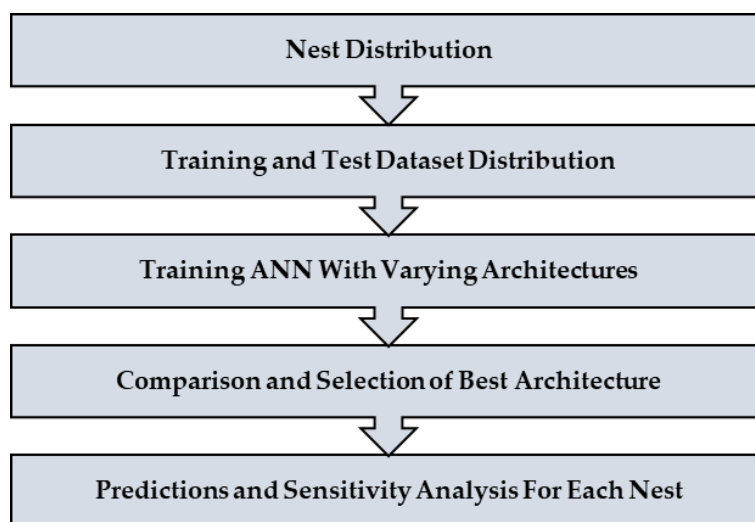 Nest Distribution
Training and Test Dataset Distribution
Training ANN With Varying Architectures
Comparison and Selection of Best Architecture
Predictions and Sensitivity Analysis For Each Nest